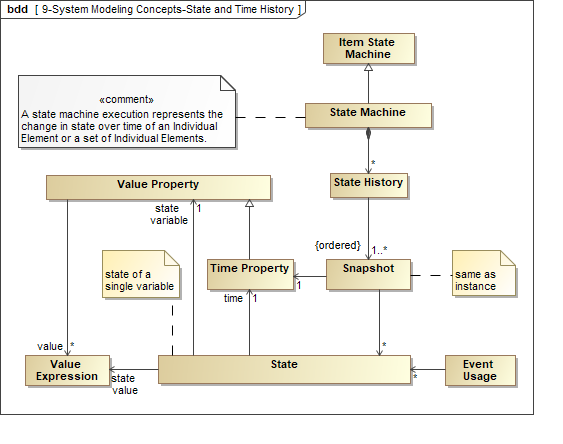 bdd [ 9-System Modeling Concepts-State and Time History ]
Item State
Machine
«comment»
A state machine execution represents the
change in state over time of an Individual
Element or a set of Individual Elements.
State Machine
*
Value Property
State History
state
variable
1
{ordered}
1..*
state of a
single variable
Time Property
1
Snapshot
same as
instance
time
1
value
*
*
Value
Expression
state
value
State
*
Event
Usage